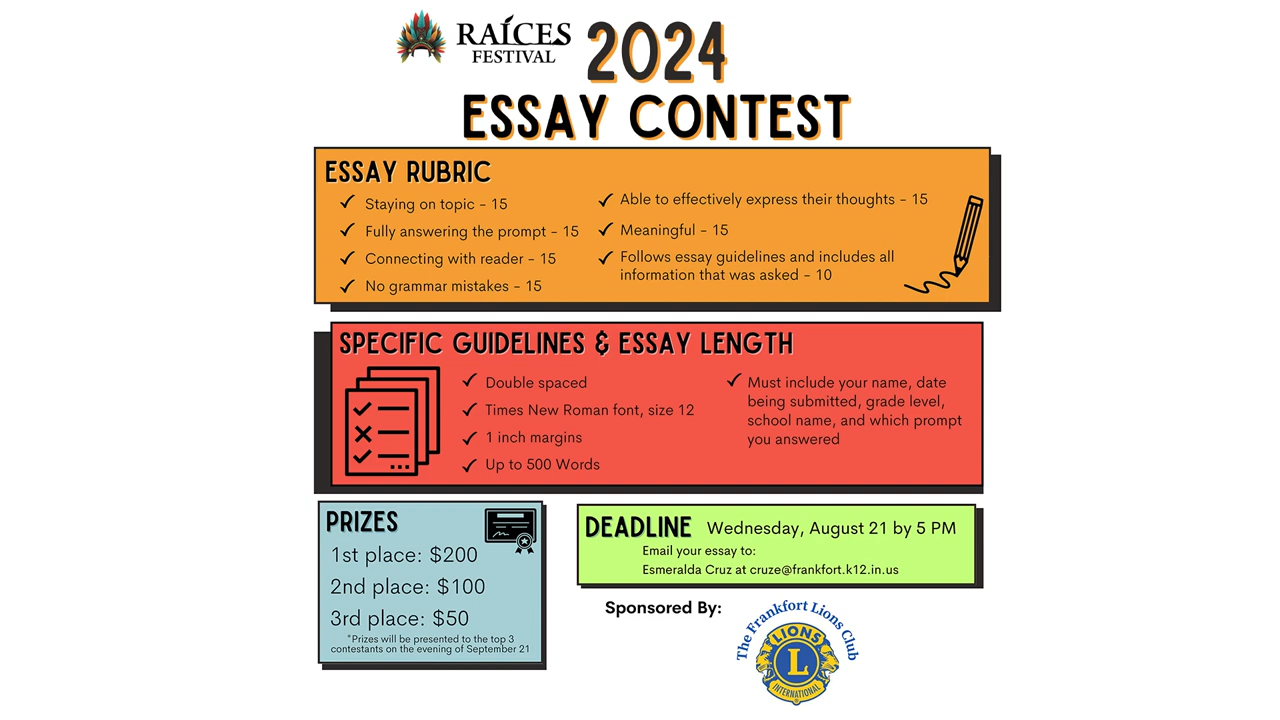 RAÍCES
FESTIVAL
2024
ESSAY CONTEST
ESSAY RUBRIC
Staying on topic - 15
Fully answering the prompt - 15
Connecting with reader - 15
No grammar mistakes - 15
Able to effectively express their thoughts - 15
Meaningful - 15
Follows essay guidelines and includes all
information that was asked - 10
SPECIFIC GUIDELINES & ESSAY LENGTH
Double spaced
Times New Roman font, size 12
1 inch margins
Up to 500 Words
Must include your name, date
being submitted, grade level,
school name, and which prompt
you answered
PRIZES
1st place: $200
2nd place: $100
3rd place: $50
*Prizes will be presented to the top 3
contestants on the evening of September 21
DEADLINE Wednesday, August 21 by 5 PM
Email your essay to:
Esmeralda Cruz at cruze@frankfort.k12.in.us
Sponsored By:
The Frankfort Lions Club
LIONS
L
INTERNATIONAL